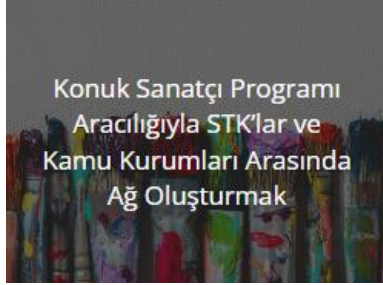 Konuk Sanatçı Programı
Aracılığıyla STK'lar ve
Kamu Kurumları Arasında
Ağ Oluşturmak